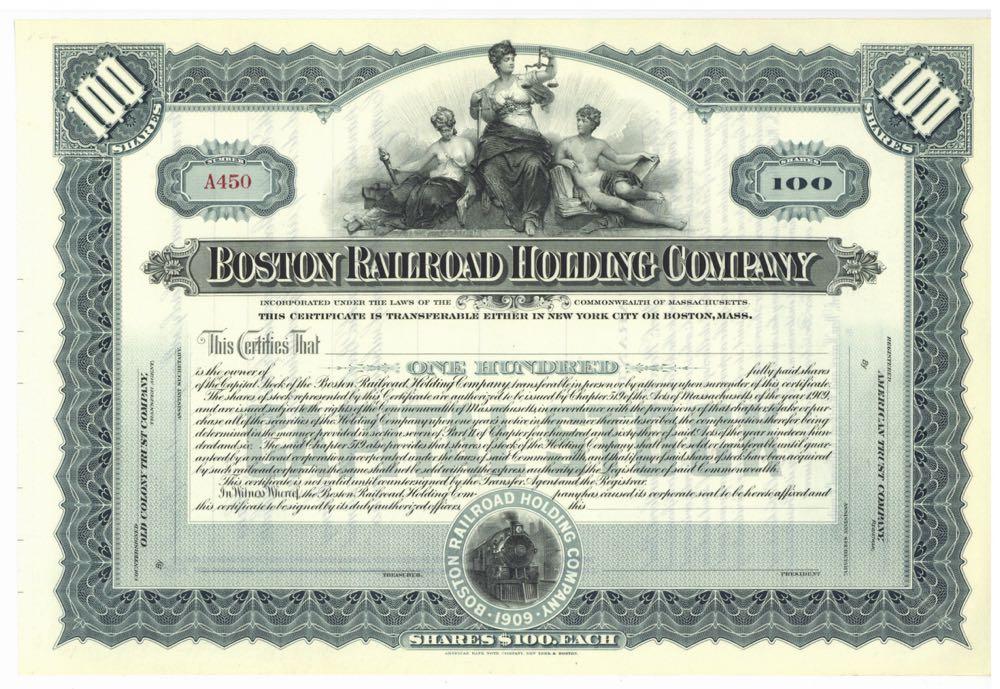 100 SHARES
100 SHARES
NUMBER
A450
SHARES
100
BOSTON RAILROAD HOLDING COMPANY
INCORPORATED UNDER THE LAWS OF THE COMMONWEALTH OF MASSACHUSETTS.
THIS CERTIFICATE IS TRANSFERABLE EITHER IN NEW YORK CITY OR BOSTON, MASS.
This Certifies That
is the owner of ONE HUNDRED fully paid shares
of the Capital Stock of the Boston Railroad Holding Company, transferable in person or by attorney upon surrender of this certificate.
The shares of stock represented by this Certificate are authorized to be issued by Chapter 519 of the Acts of Massachusetts of the year 1909,
and are issued subject to the rights of the Commonwealth of Massachusetts, in accordance with the provisions of that chapter, to take or pur-
chase all of the securities of the Holding Company upon one year's notice in the manner therein described, the compensation therefor being
determined in the manner provided in section seven of Part II of Chapter four hundred and sixty three of said Acts of the year nineteen hun-
dred and six. The said Chapter 519 also provides that shares of stock of the Holding Company shall not be sold or transferable until guar-
anteed by a railroad corporation incorporated under the laws of said Commonwealth, and that if any of said shares of stock have been acquired
by such railroad corporation the same shall not be sold without the express authority of the Legislature of said Commonwealth.
This certificate is not valid until countersigned by the Transfer Agent and the Registrar.
In Witness Whereof, the Boston Railroad Holding Company has caused its corporate seal to be hereto affixed and
this certificate to be signed by its duly authorized officers, this
COUNTERSIGNED
OLD COLONY TRUST COMPANY,
TRANSFER AGENT.
By
ASSISTANT SECRETARY.
REGISTERED
AMERICAN TRUST COMPANY,
REGISTRAR.
By
ASSISTANT SECRETARY.
TREASURER.
PRESIDENT.
BOSTON RAILROAD HOLDING COMPANY
1909
SHARES $100. EACH
AMERICAN BANK NOTE COMPANY, NEW YORK & BOSTON.